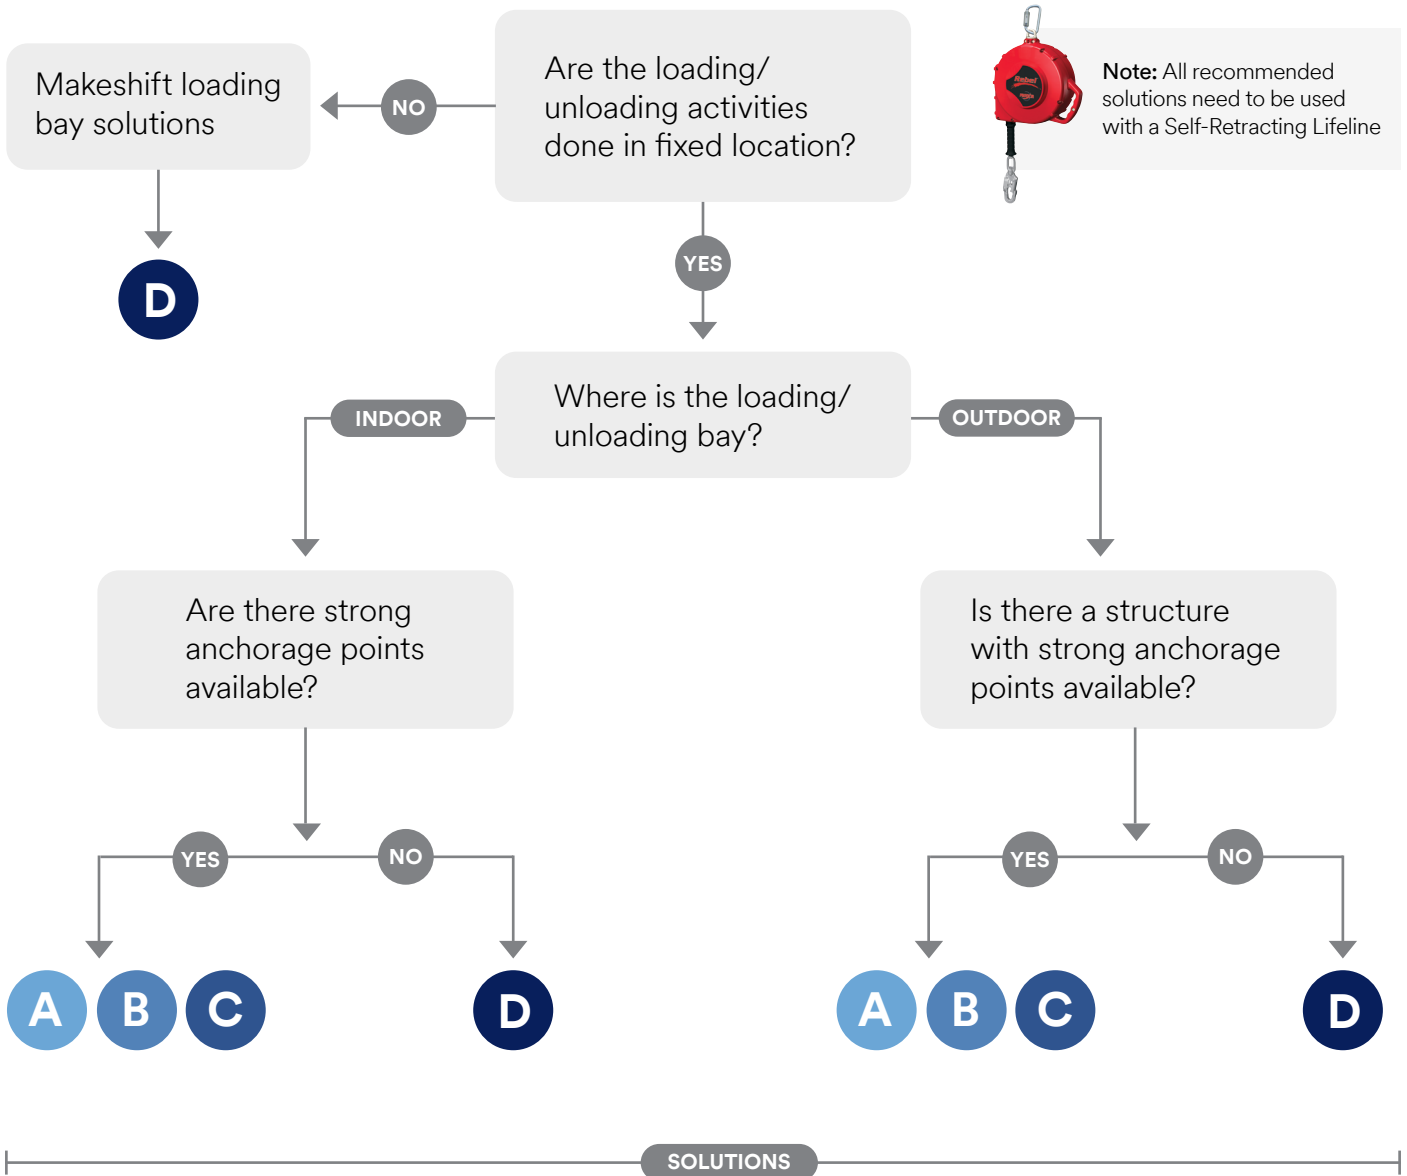 Makeshift loading
bay solutions
NO
Are the loading/
unloading activities
done in fixed location?
Note: All recommended
solutions need to be used
with a Self-Retracting Lifeline
YES
D
Where is the loading/
unloading bay?
INDOOR
OUTDOOR
Are there strong
anchorage points
available?
Is there a structure
with strong anchorage
points available?
YES
NO
YES
NO
A B C
D
A B C
D
SOLUTIONS